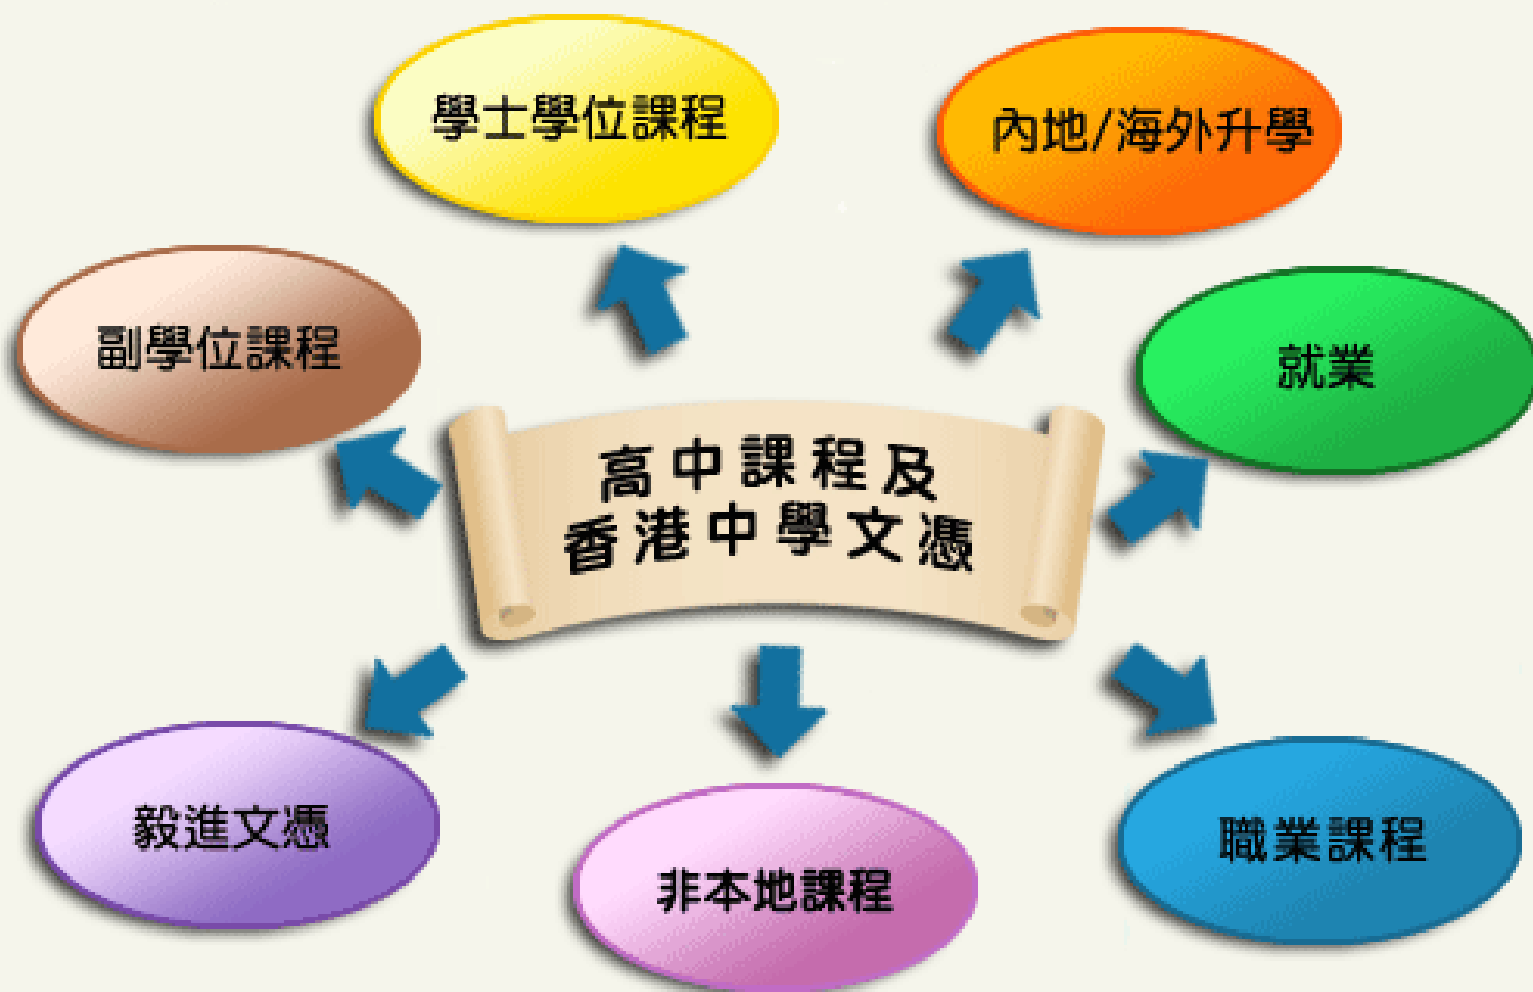 學士學位課程
內地/海外升學
副學位課程
就業
高中課程及
香港中學文憑
毅進文憑
非本地課程
職業課程